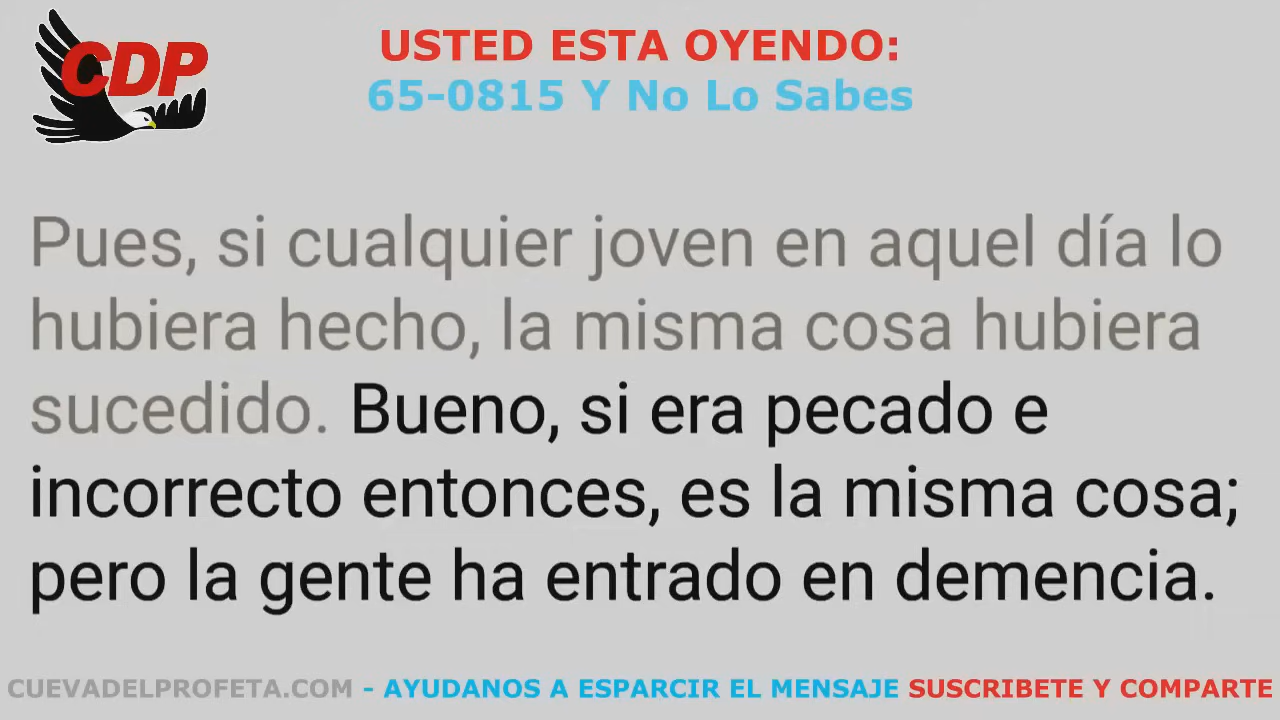 CDP
USTED ESTA OYENDO:
65-0815 Y No Lo Sabes
Pues, si cualquier joven en aquel día lo
hubiera hecho, la misma cosa hubiera
sucedido. Bueno, si era pecado e
incorrecto entonces, es la misma cosa;
pero la gente ha entrado en demencia.
CUEVADELPROFETA.COM - AYUDANOS A ESPARCIR EL MENSAJE SUSCRIBETE Y COMPARTE